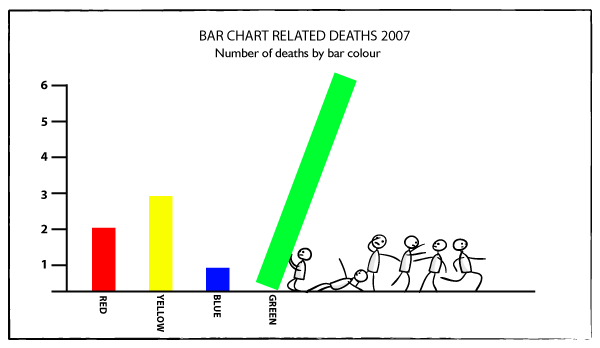 BAR CHART RELATED DEATHS 2007
Number of deaths by bar colour
6
5
4
3
2
1
RED
YELLOW
BLUE
GREEN